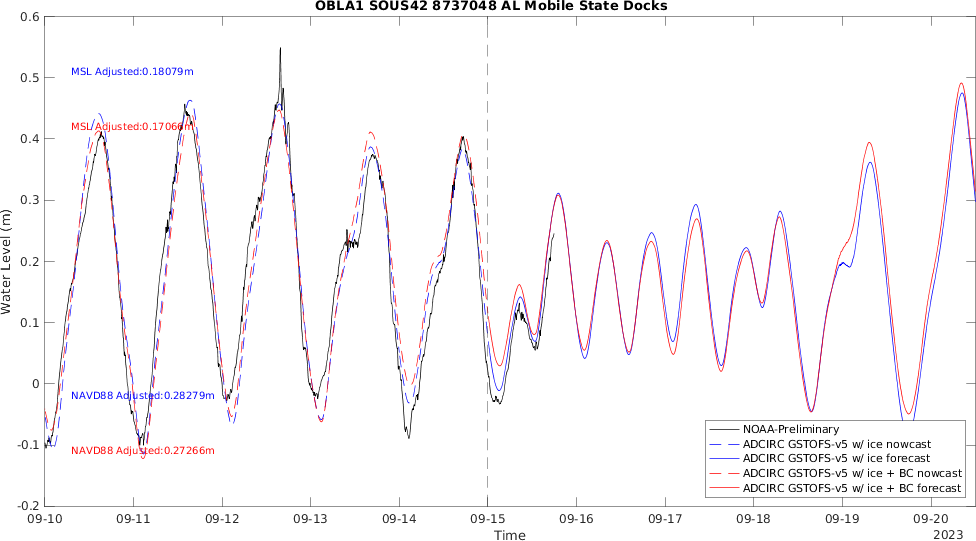 OBLA1 SOUS42 8737048 AL Mobile State Docks
0.6
0.5
0.4
0.3
0.2
0.1
0
-0.1
-0.2
Water Level (m)
MSL Adjusted:0.18079m
MSL Adjusted:0.17066m
NAVD88 Adjusted:0.28279m
NAVD88 Adjusted:0.27266m
NOAA-Preliminary
ADCIRC GSTOFS-v5 w/ ice nowcast
ADCIRC GSTOFS-v5 w/ ice forecast
ADCIRC GSTOFS-v5 w/ ice + BC nowcast
ADCIRC GSTOFS-v5 w/ ice + BC forecast
09-10 09-11 09-12 09-13 09-14 09-15 09-16 09-17 09-18 09-19 09-20
Time
2023